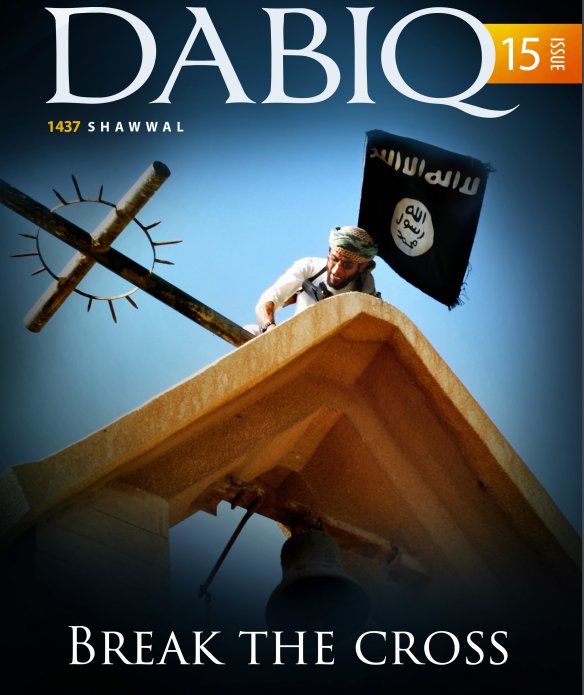 DABIQ
15 ISSUE
1437 SHAWWAL
لا اله الا الله
الله
رسول
محمد
BREAK THE CROSS